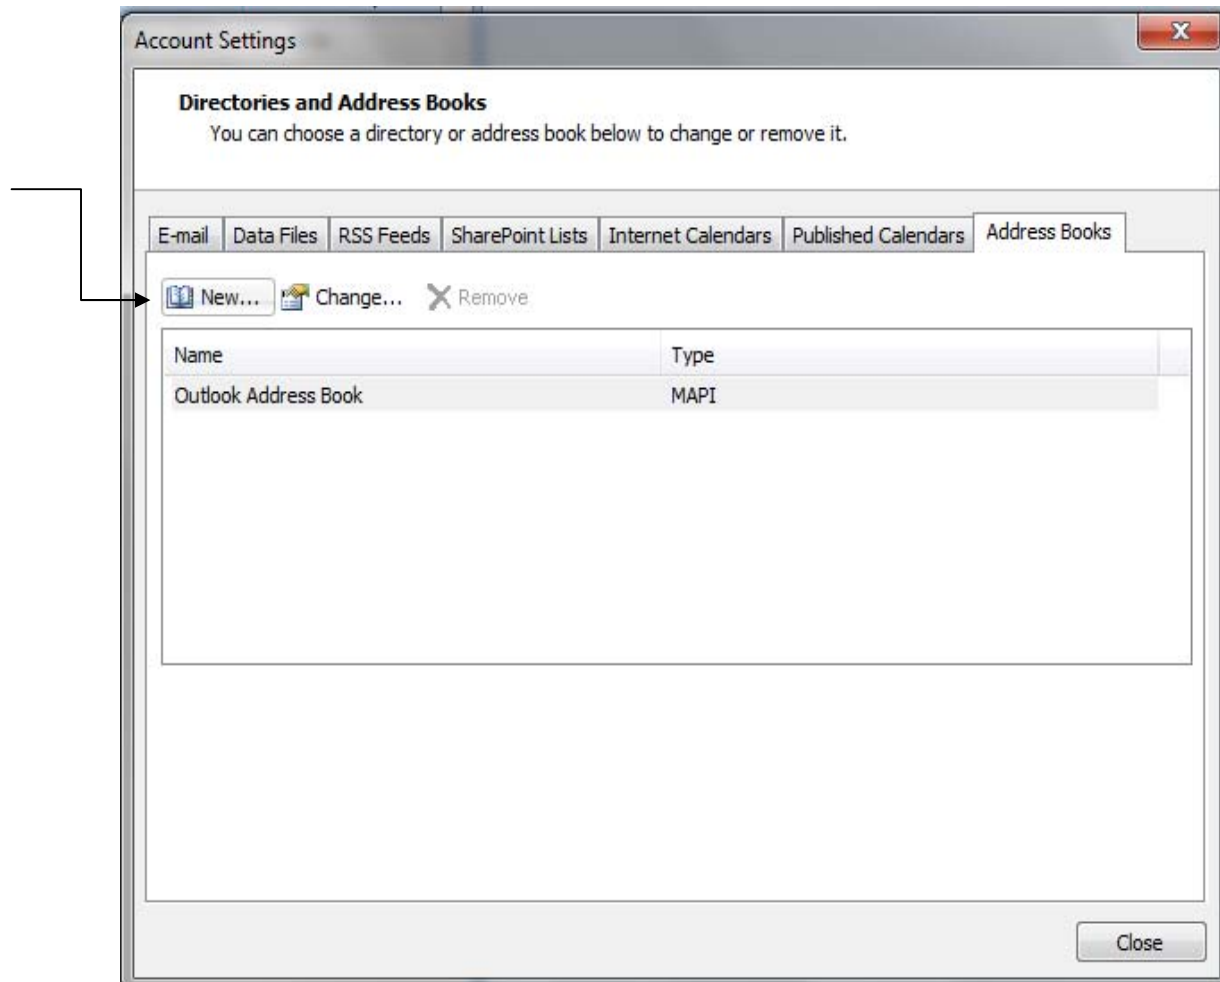 Account Settings
X
Directories and Address Books
You can choose a directory or address book below to change or remove it.
E-mail Data Files RSS Feeds SharePoint Lists Internet Calendars Published Calendars Address Books
New... Change... Remove
Name Type
Outlook Address Book MAPI
Close